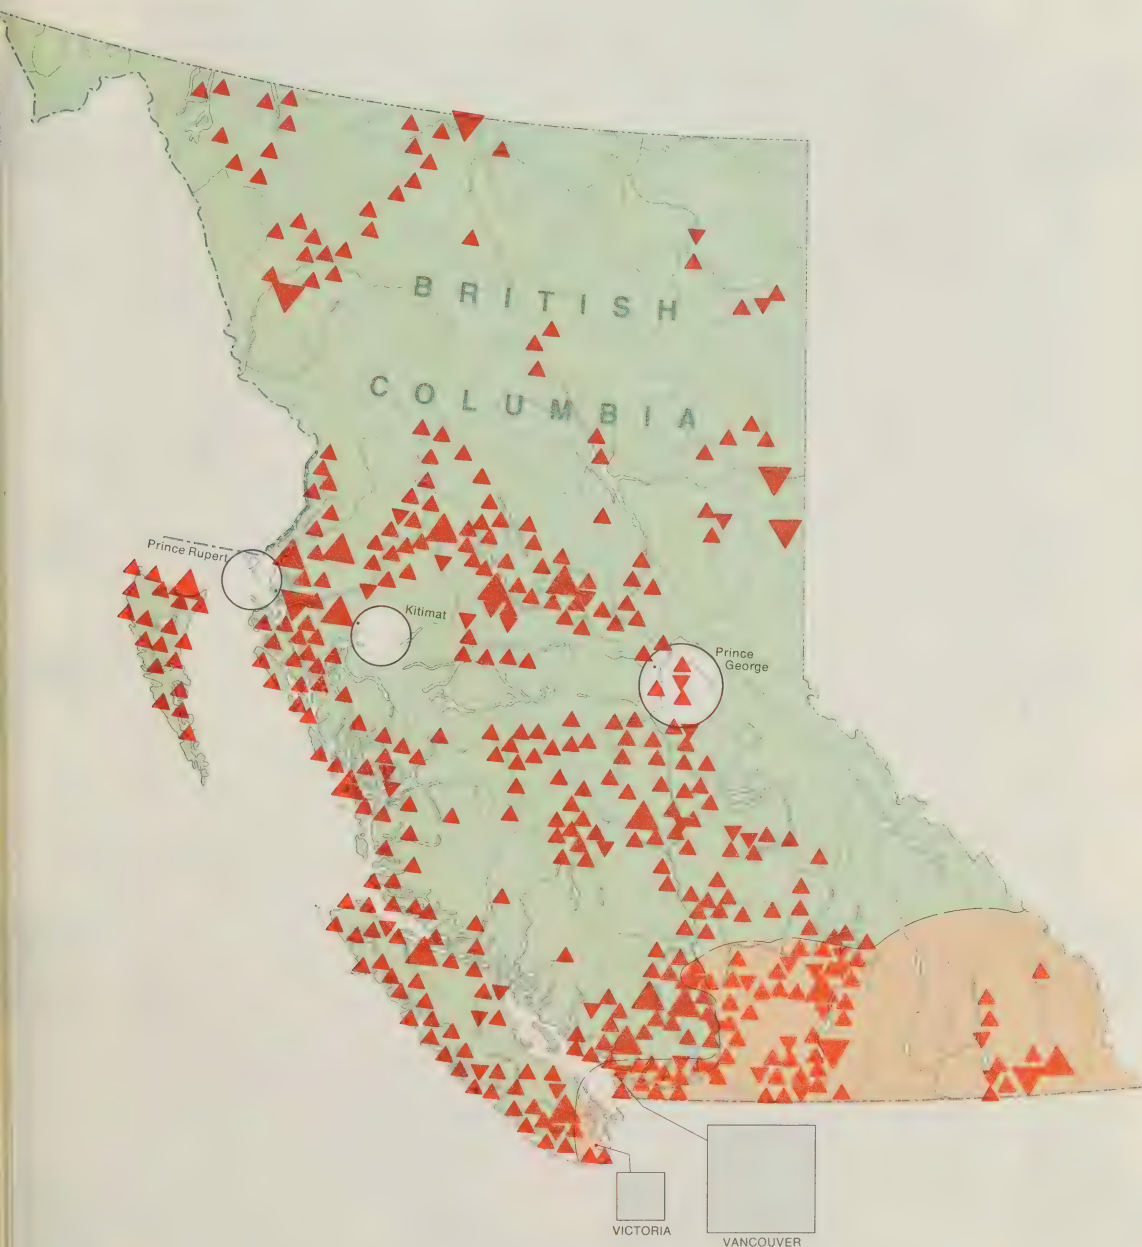 BRITISH
COLUMBIA
Prince Rupert
Kitimat
Prince
George
VICTORIA
VANCOUVER